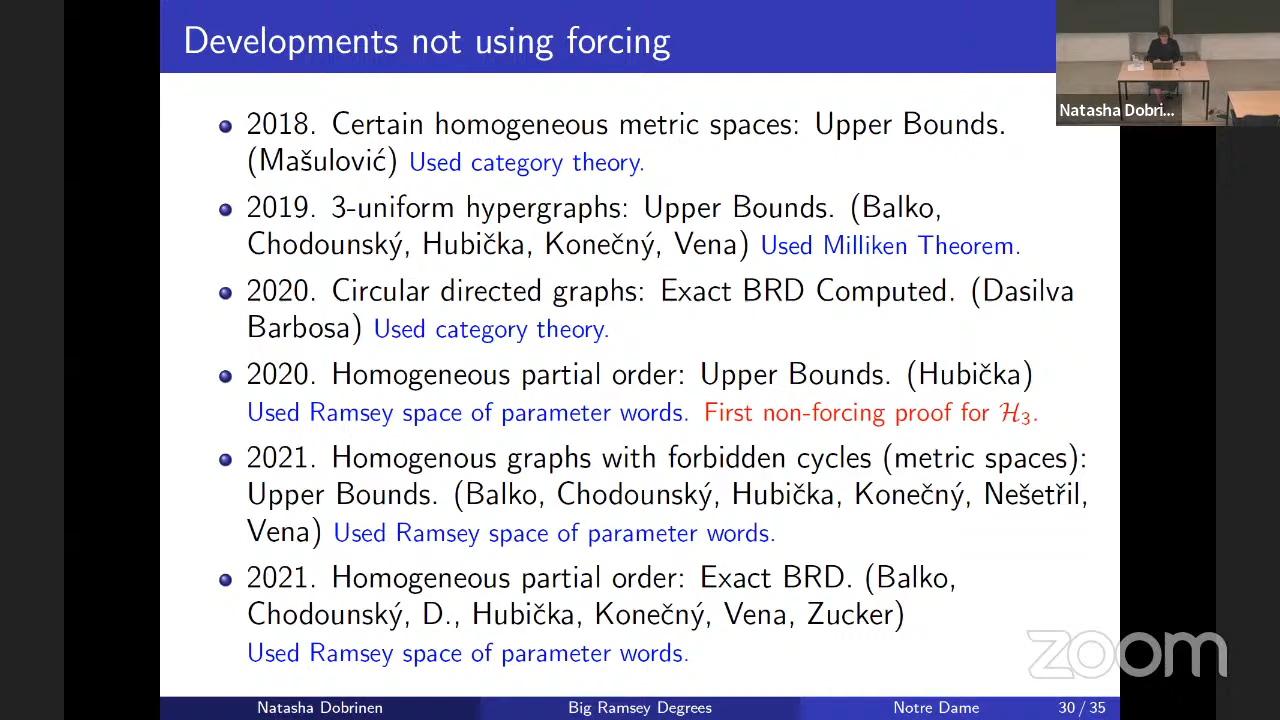 Developments not using forcing
2018. Certain homogeneous metric spaces: Upper Bounds.
(Mašulović) Used category theory.
2019. 3-uniform hypergraphs: Upper Bounds. (Balko,
Chodounský, Hubička, Konečný, Vena) Used Milliken Theorem.
2020. Circular directed graphs: Exact BRD Computed. (Dasilva
Barbosa) Used category theory.
2020. Homogeneous partial order: Upper Bounds. (Hubička)
Used Ramsey space of parameter words. First non-forcing proof for ℋ₃.
2021. Homogenous graphs with forbidden cycles (metric spaces):
Upper Bounds. (Balko, Chodounský, Hubička, Konečný, Nešetřil,
Vena) Used Ramsey space of parameter words.
2021. Homogeneous partial order: Exact BRD. (Balko,
Chodounský, D., Hubička, Konečný, Vena, Zucker)
Used Ramsey space of parameter words.
Natasha Dobrinen Big Ramsey Degrees Notre Dame 30 / 35
Natasha Dobri...
zoom